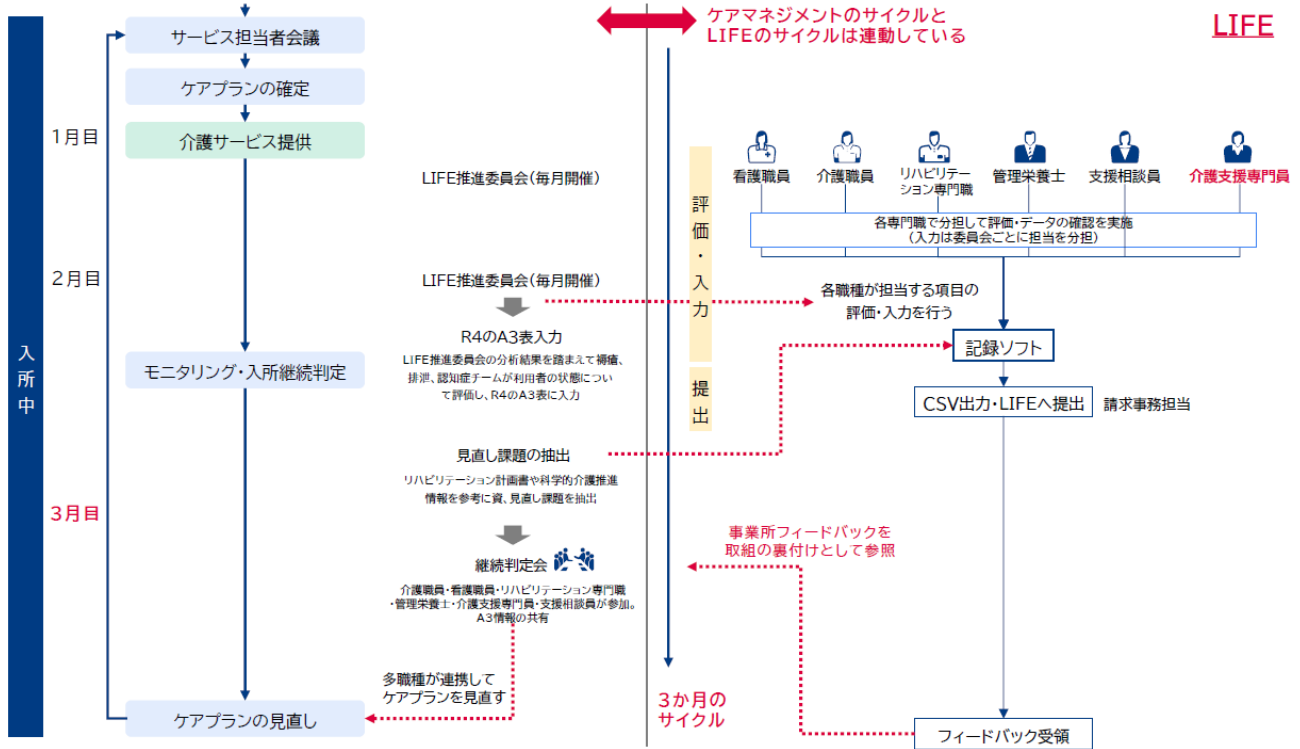 ケアマネジメントのサイクルと
LIFEのサイクルは連動している
LIFE
入所中
1月目
2月目
3月目
サービス担当者会議
ケアプランの確定
介護サービス提供
モニタリング・入所継続判定
ケアプランの見直し
LIFE推進委員会(毎月開催)
LIFE推進委員会(毎月開催)
R4のA3表入力
LIFE推進委員会の分析結果を踏まえて褥瘡、
排泄、認知症チームが利用者の状態につい
て評価し、R4のA3表に入力
見直し課題の抽出
リハビリテーション計画書や科学的介護推進
情報を参考に資、見直し課題を抽出
継続判定会
介護職員・看護職員・リハビリテーション専門職
・管理栄養士・介護支援専門員・支援相談員が参加。
A3情報の共有
多職種が連携して
ケアプランを見直す
3か月の
サイクル
評価・入力
提出
看護職員
介護職員
リハビリテー
ション専門職
管理栄養士
支援相談員
介護支援専門員
各専門職で分担して評価・データの確認を実施
(入力は委員会ごとに担当を分担)
各職種が担当する項目の
評価・入力を行う
記録ソフト
CSV出力・LIFEへ提出
請求事務担当
事業所フィードバックを
取組の裏付けとして参照
フィードバック受領